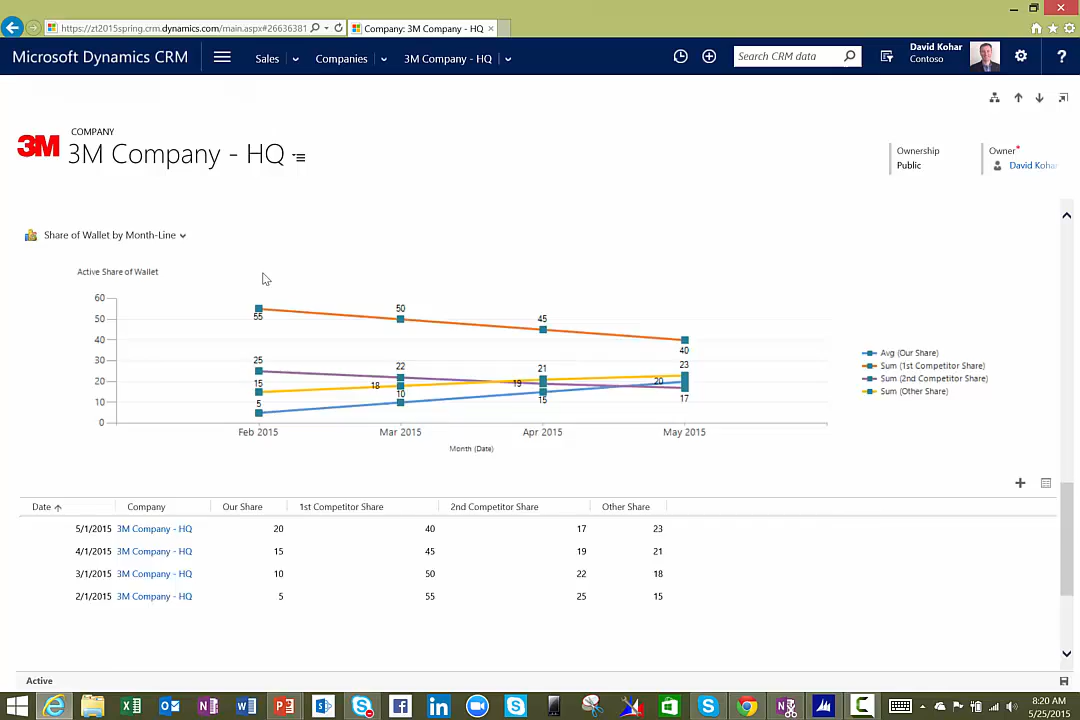 https://zt2015spring.crm.dynamics.com/main.aspx#26636381
Company: 3M Company - HQ
Microsoft Dynamics CRM
Sales
Companies
3M Company - HQ
Search CRM data
David Kohar
Contoso
?
3M
COMPANY
3M Company - HQ
Ownership
Public
Owner*
David Koha
Share of Wallet by Month-Line
Active Share of Wallet
60
50
40
30
20
10
0
55 50 45 40
25 22 19 17
15 18 21 23
5 10 15 20
Feb 2015 Mar 2015 Apr 2015 May 2015
Month (Date)
Avg (Our Share)
Sum (1st Competitor Share)
Sum (2nd Competitor Share)
Sum (Other Share)
Date Company Our Share 1st Competitor Share 2nd Competitor Share Other Share
5/1/2015 3M Company - HQ 20 40 17 23
4/1/2015 3M Company - HQ 15 45 19 21
3/1/2015 3M Company - HQ 10 50 22 18
2/1/2015 3M Company - HQ 5 55 25 15
Active
8:20 AM
5/25/2015